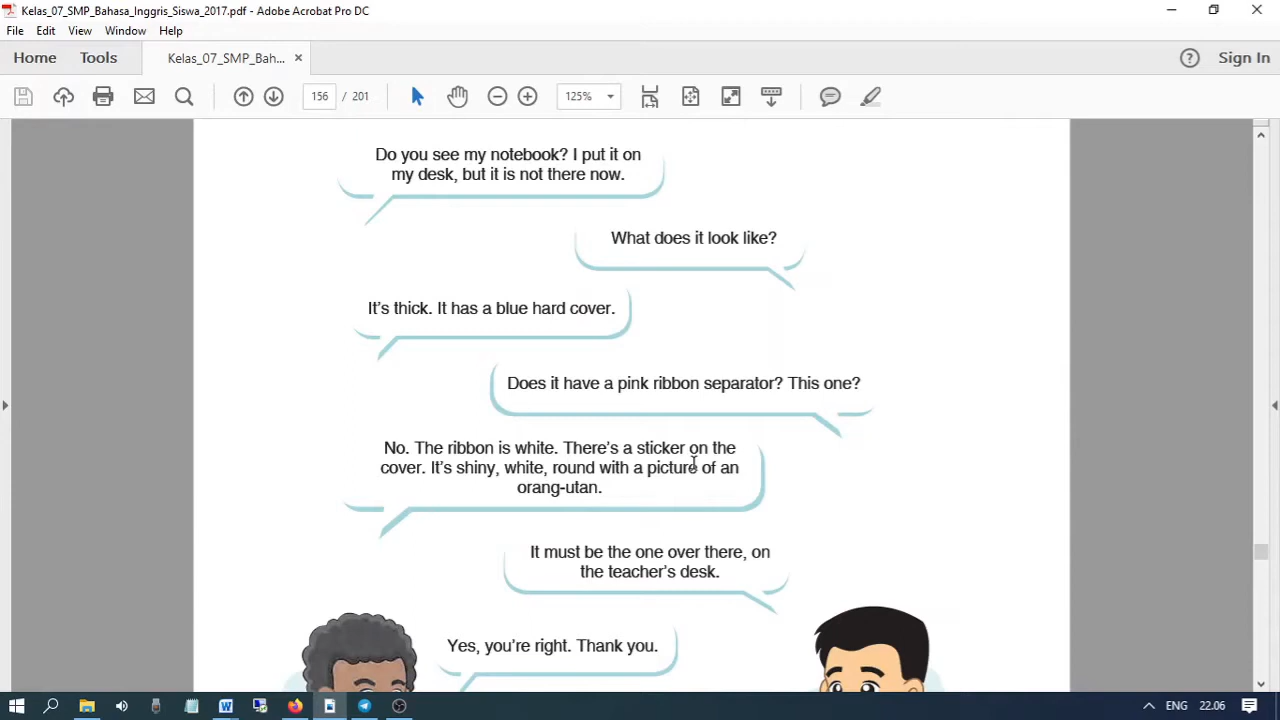 Kelas_07_SMP_Bahasa_Inggris_Siswa_2017.pdf - Adobe Acrobat Pro DC
File Edit View Window Help
Home Tools Kelas_07_SMP_Bah... × Sign In
156 / 201 125%
Do you see my notebook? I put it on
my desk, but it is not there now.
What does it look like?
It's thick. It has a blue hard cover.
Does it have a pink ribbon separator? This one?
No. The ribbon is white. There's a sticker on the
cover. It's shiny, white, round with a picture of an
orang-utan.
It must be the one over there, on
the teacher's desk.
Yes, you're right. Thank you.
ENG 22.06